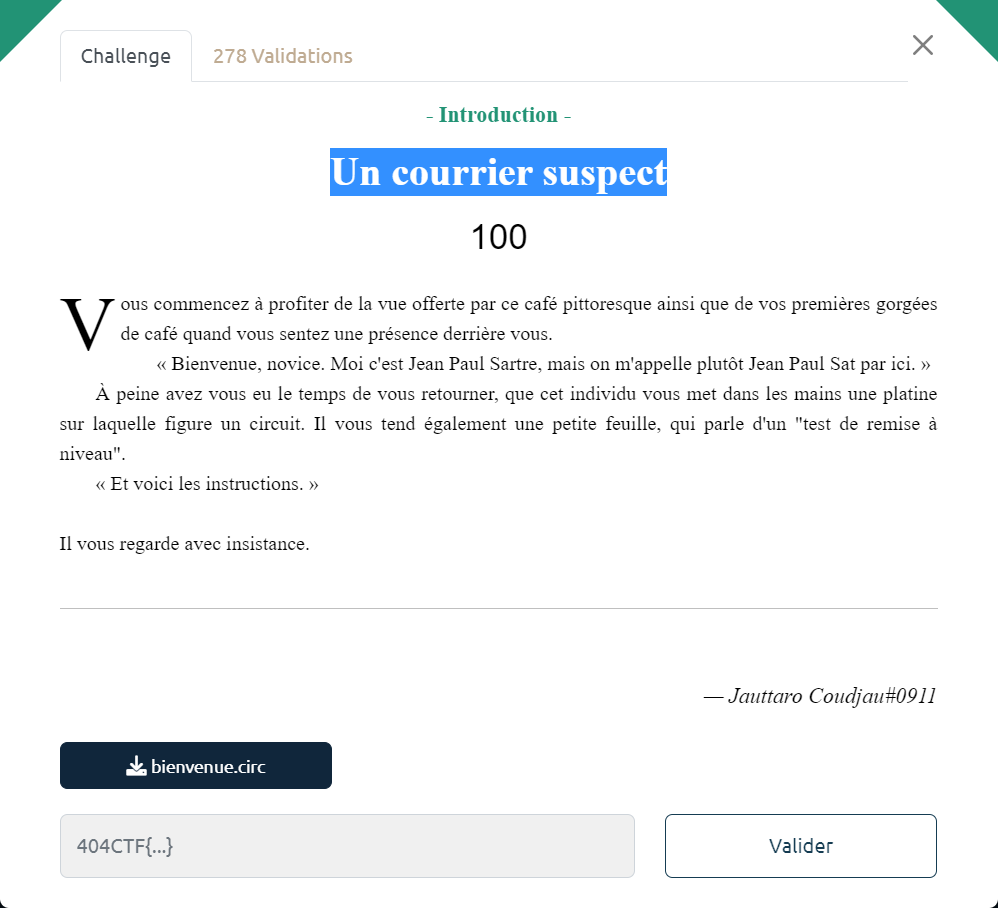 Challenge
278 Validations
- Introduction -
Un courrier suspect
100
Vous commencez à profiter de la vue offerte par ce café pittoresque ainsi que de vos premières gorgées
de café quand vous sentez une présence derrière vous.
« Bienvenue, novice. Moi c'est Jean Paul Sartre, mais on m'appelle plutôt Jean Paul Sat par ici. »
À peine avez vous eu le temps de vous retourner, que cet individu vous met dans les mains une platine
sur laquelle figure un circuit. Il vous tend également une petite feuille, qui parle d'un "test de remise à
niveau".
« Et voici les instructions. »
Il vous regarde avec insistance.
— Jauttaro Coudjau#0911
bienvenue.circ
404CTF{...}
Valider